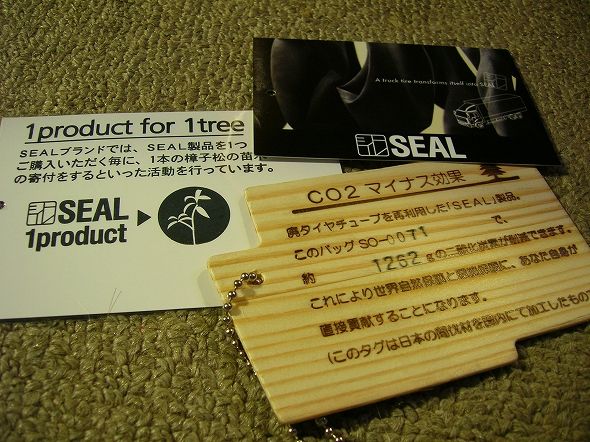 1product for 1tree
SEALブランドでは、SEAL製品を1つ
ご購入いただく毎に、1本の樟子松の苗木
の寄付をするといった活動を行っています。
SEAL
1product
A truck tire transforms itself into SEAL
SEAL
CO2 マイナス効果
廃タイヤチューブを再利用した「SEAL」製品。
このバッグ SO-0071 で、
約 1262 gの二酸化炭素が削減できます。
これにより世界自然保護と環境問題に、あなた自身が
直接貢献することになります。
(このタグは日本の間伐材を国内にて加工したもの